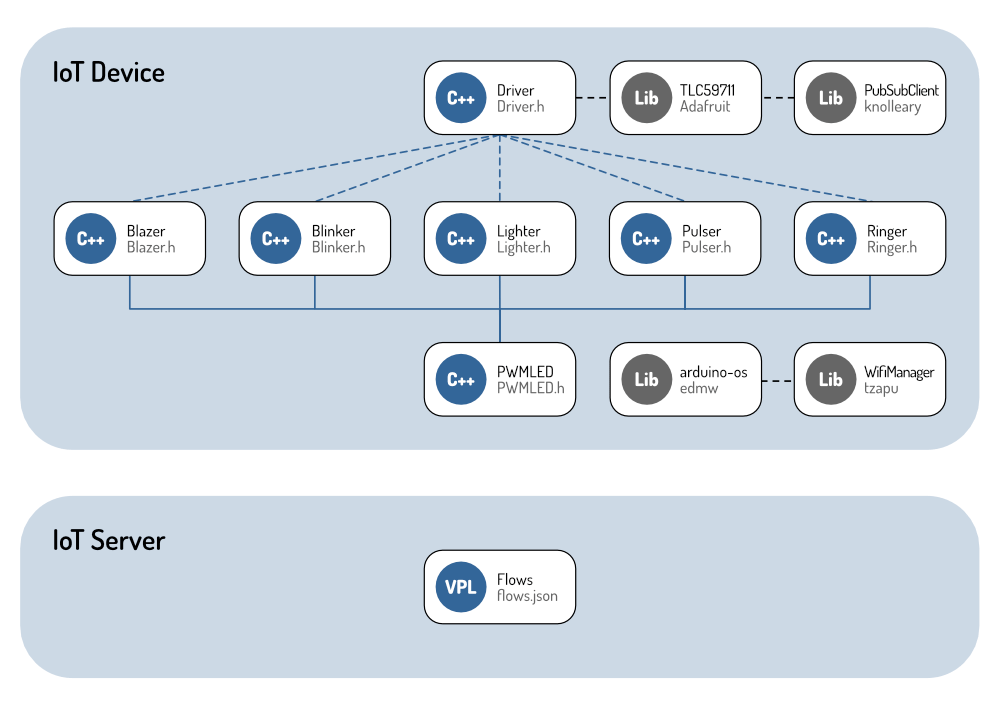 IoT Device
C++
Driver
Driver.h
Lib
TLC59711
Adafruit
Lib
PubSubClient
knolleary
C++
Blazer
Blazer.h
C++
Blinker
Blinker.h
C++
Lighter
Lighter.h
C++
Pulser
Pulser.h
C++
Ringer
Ringer.h
C++
PWMLED
PWMLED.h
Lib
arduino-os
edmw
Lib
WifiManager
tzapu
IoT Server
VPL
Flows
flows.json